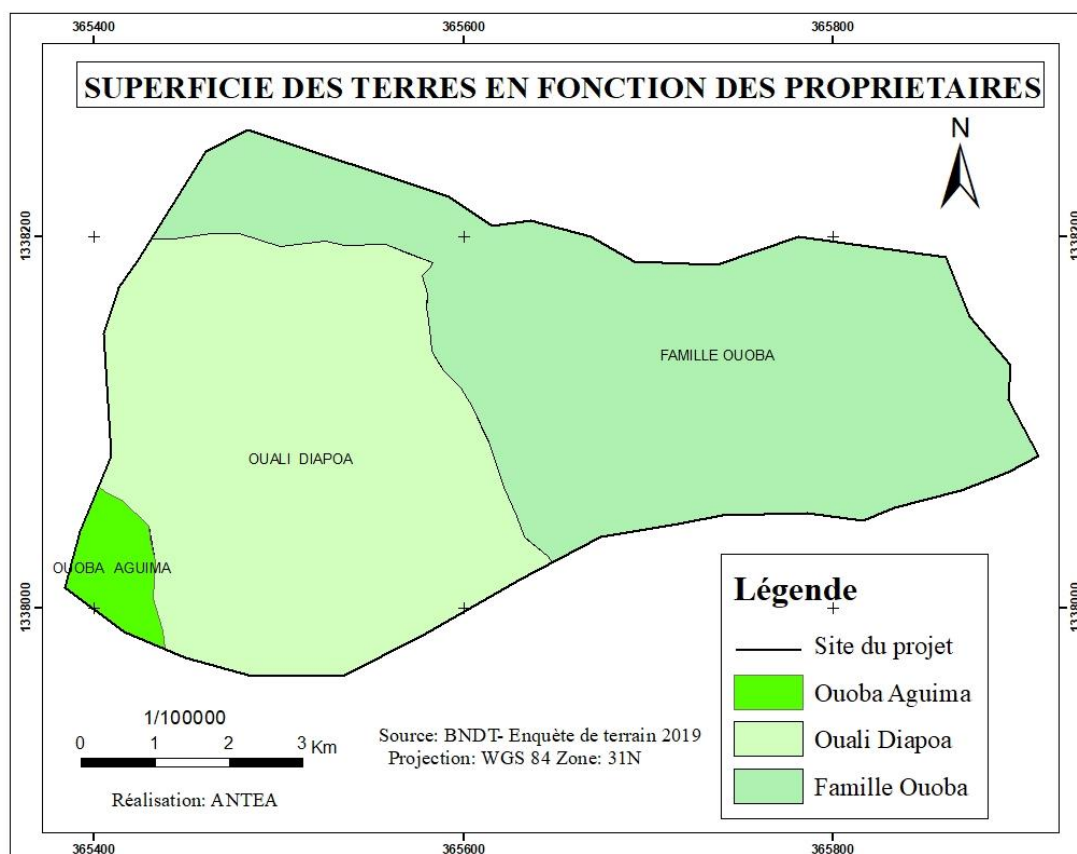 365400 365600 365800
SUPERFICIE DES TERRES EN FONCTION DES PROPRIETAIRES
N
1338200 1338200
FAMILLE OUOBA
OUALI DIAPOA
OUOBA AGUIMA
1338000 1338000
Légende
Site du projet
Ouoba Aguima
Ouali Diapoa
Famille Ouoba
1/100000
0 1 2 3 Km
Réalisation: ANTEA
Source: BNDT- Enquète de terrain 2019
Projection: WGS 84 Zone: 31N
365400 365600 365800